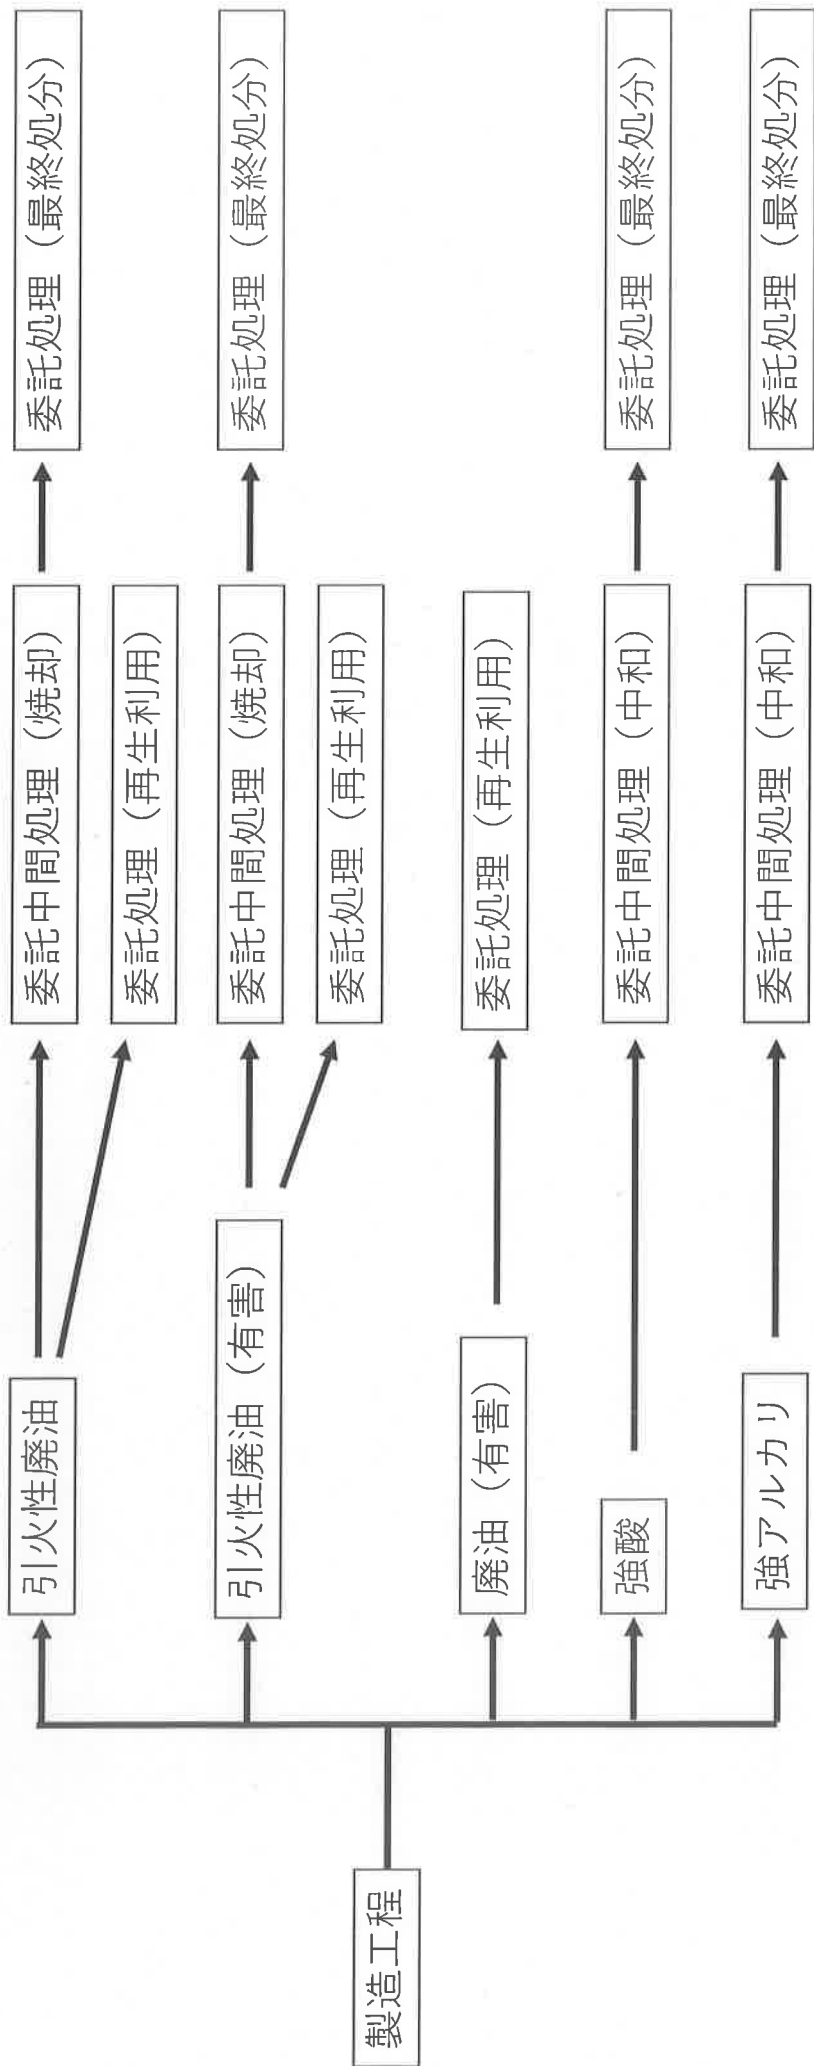 製造工程
引火性廃油
委託中間処理（焼却）
委託処理（最終処分）
委託処理（再生利用）
引火性廃油（有害）
委託中間処理（焼却）
委託処理（最終処分）
委託処理（再生利用）
廃油（有害）
委託処理（再生利用）
強酸
委託中間処理（中和）
委託処理（最終処分）
強アルカリ
委託中間処理（中和）
委託処理（最終処分）